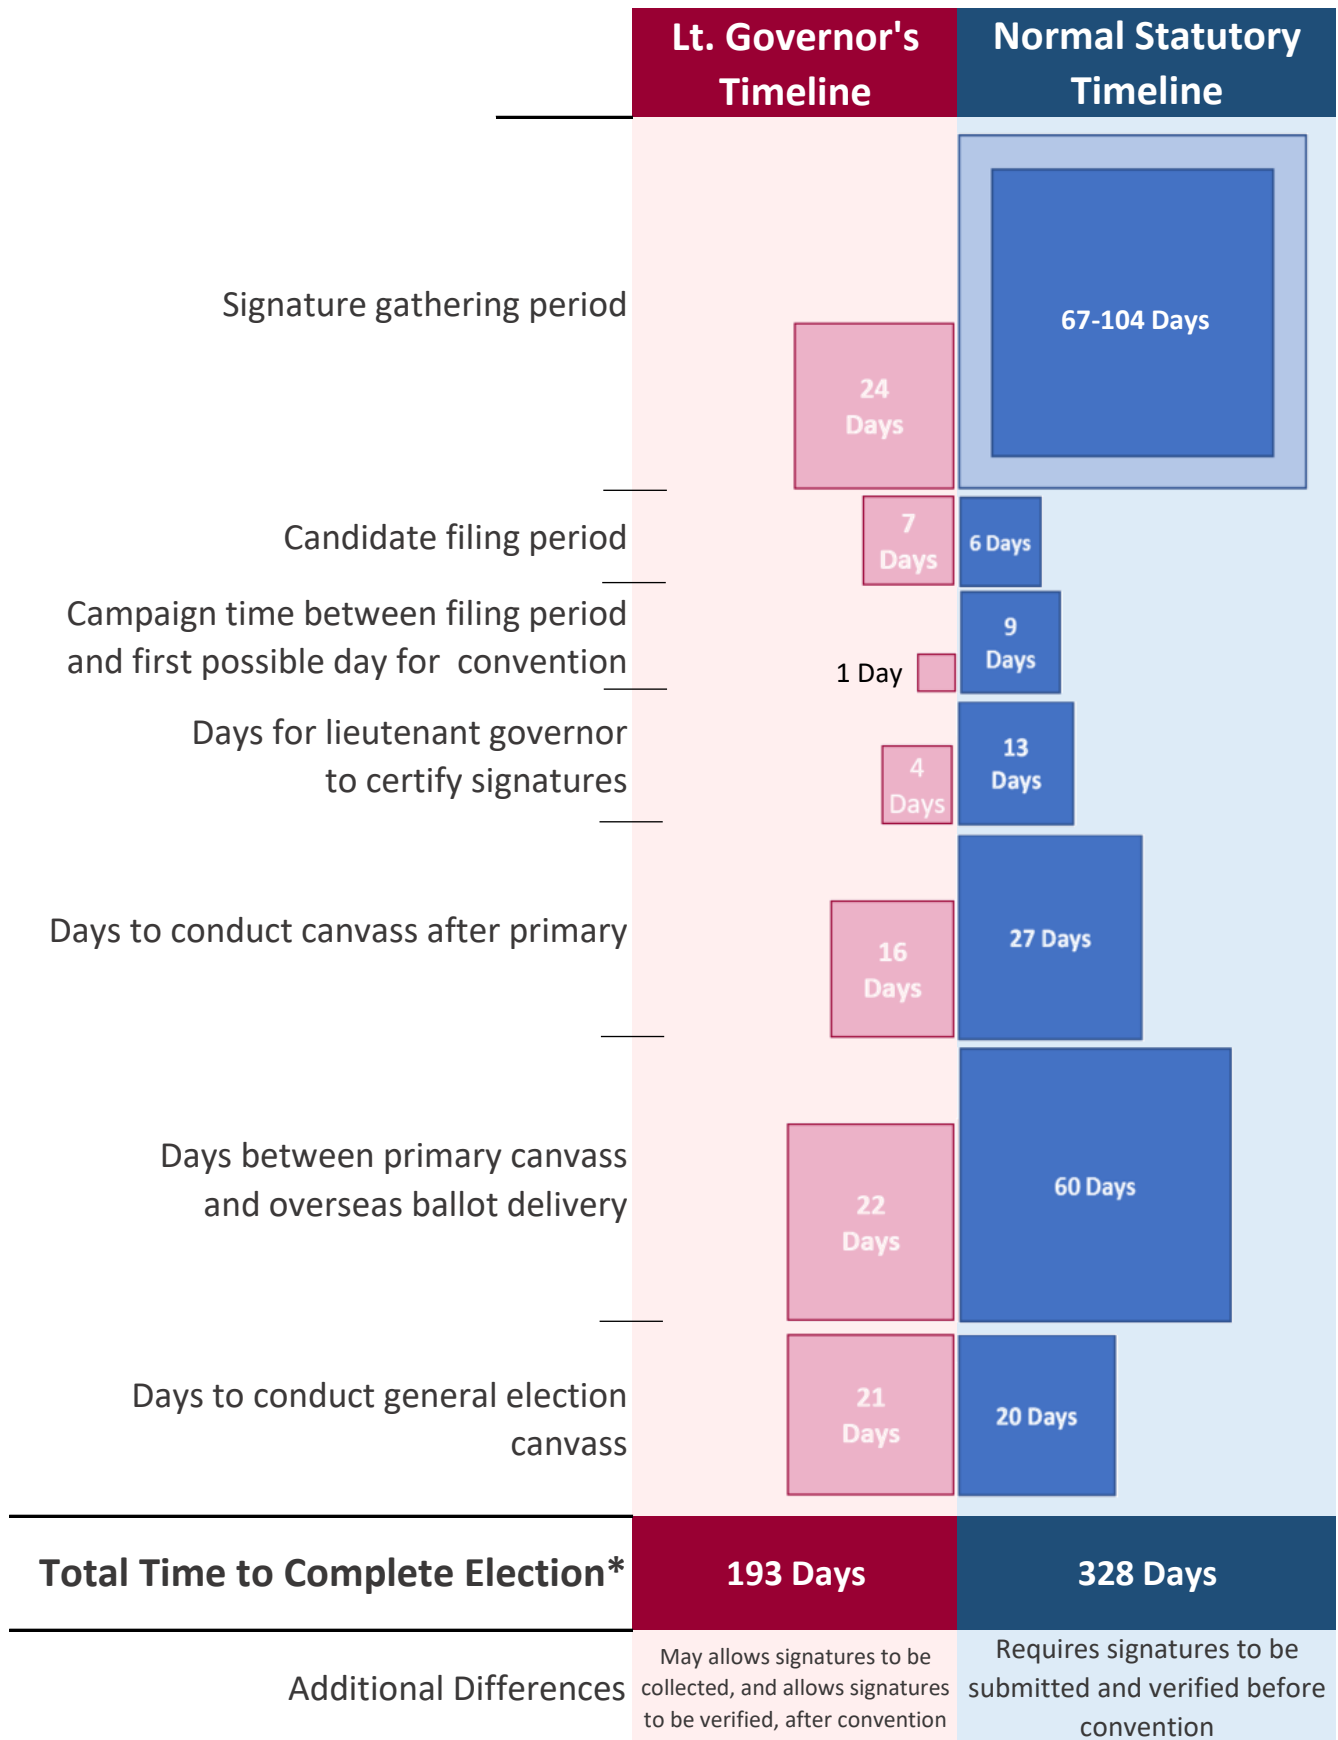 Lt. Governor's
Timeline
Normal Statutory
Timeline
Signature gathering period
24
Days
67-104 Days
Candidate filing period
7
Days
6 Days
Campaign time between filing period
and first possible day for  convention
1 Day
9
Days
Days for lieutenant governor
to certify signatures
4
Days
13
Days
Days to conduct canvass after primary
16
Days
27 Days
Days between primary canvass
and overseas ballot delivery
22
Days
60 Days
Days to conduct general election
canvass
21
Days
20 Days
Total Time to Complete Election*
193 Days
328 Days
Additional Differences
May allows signatures to be
collected, and allows signatures
to be verified, after convention
Requires signatures to be
submitted and verified before
convention